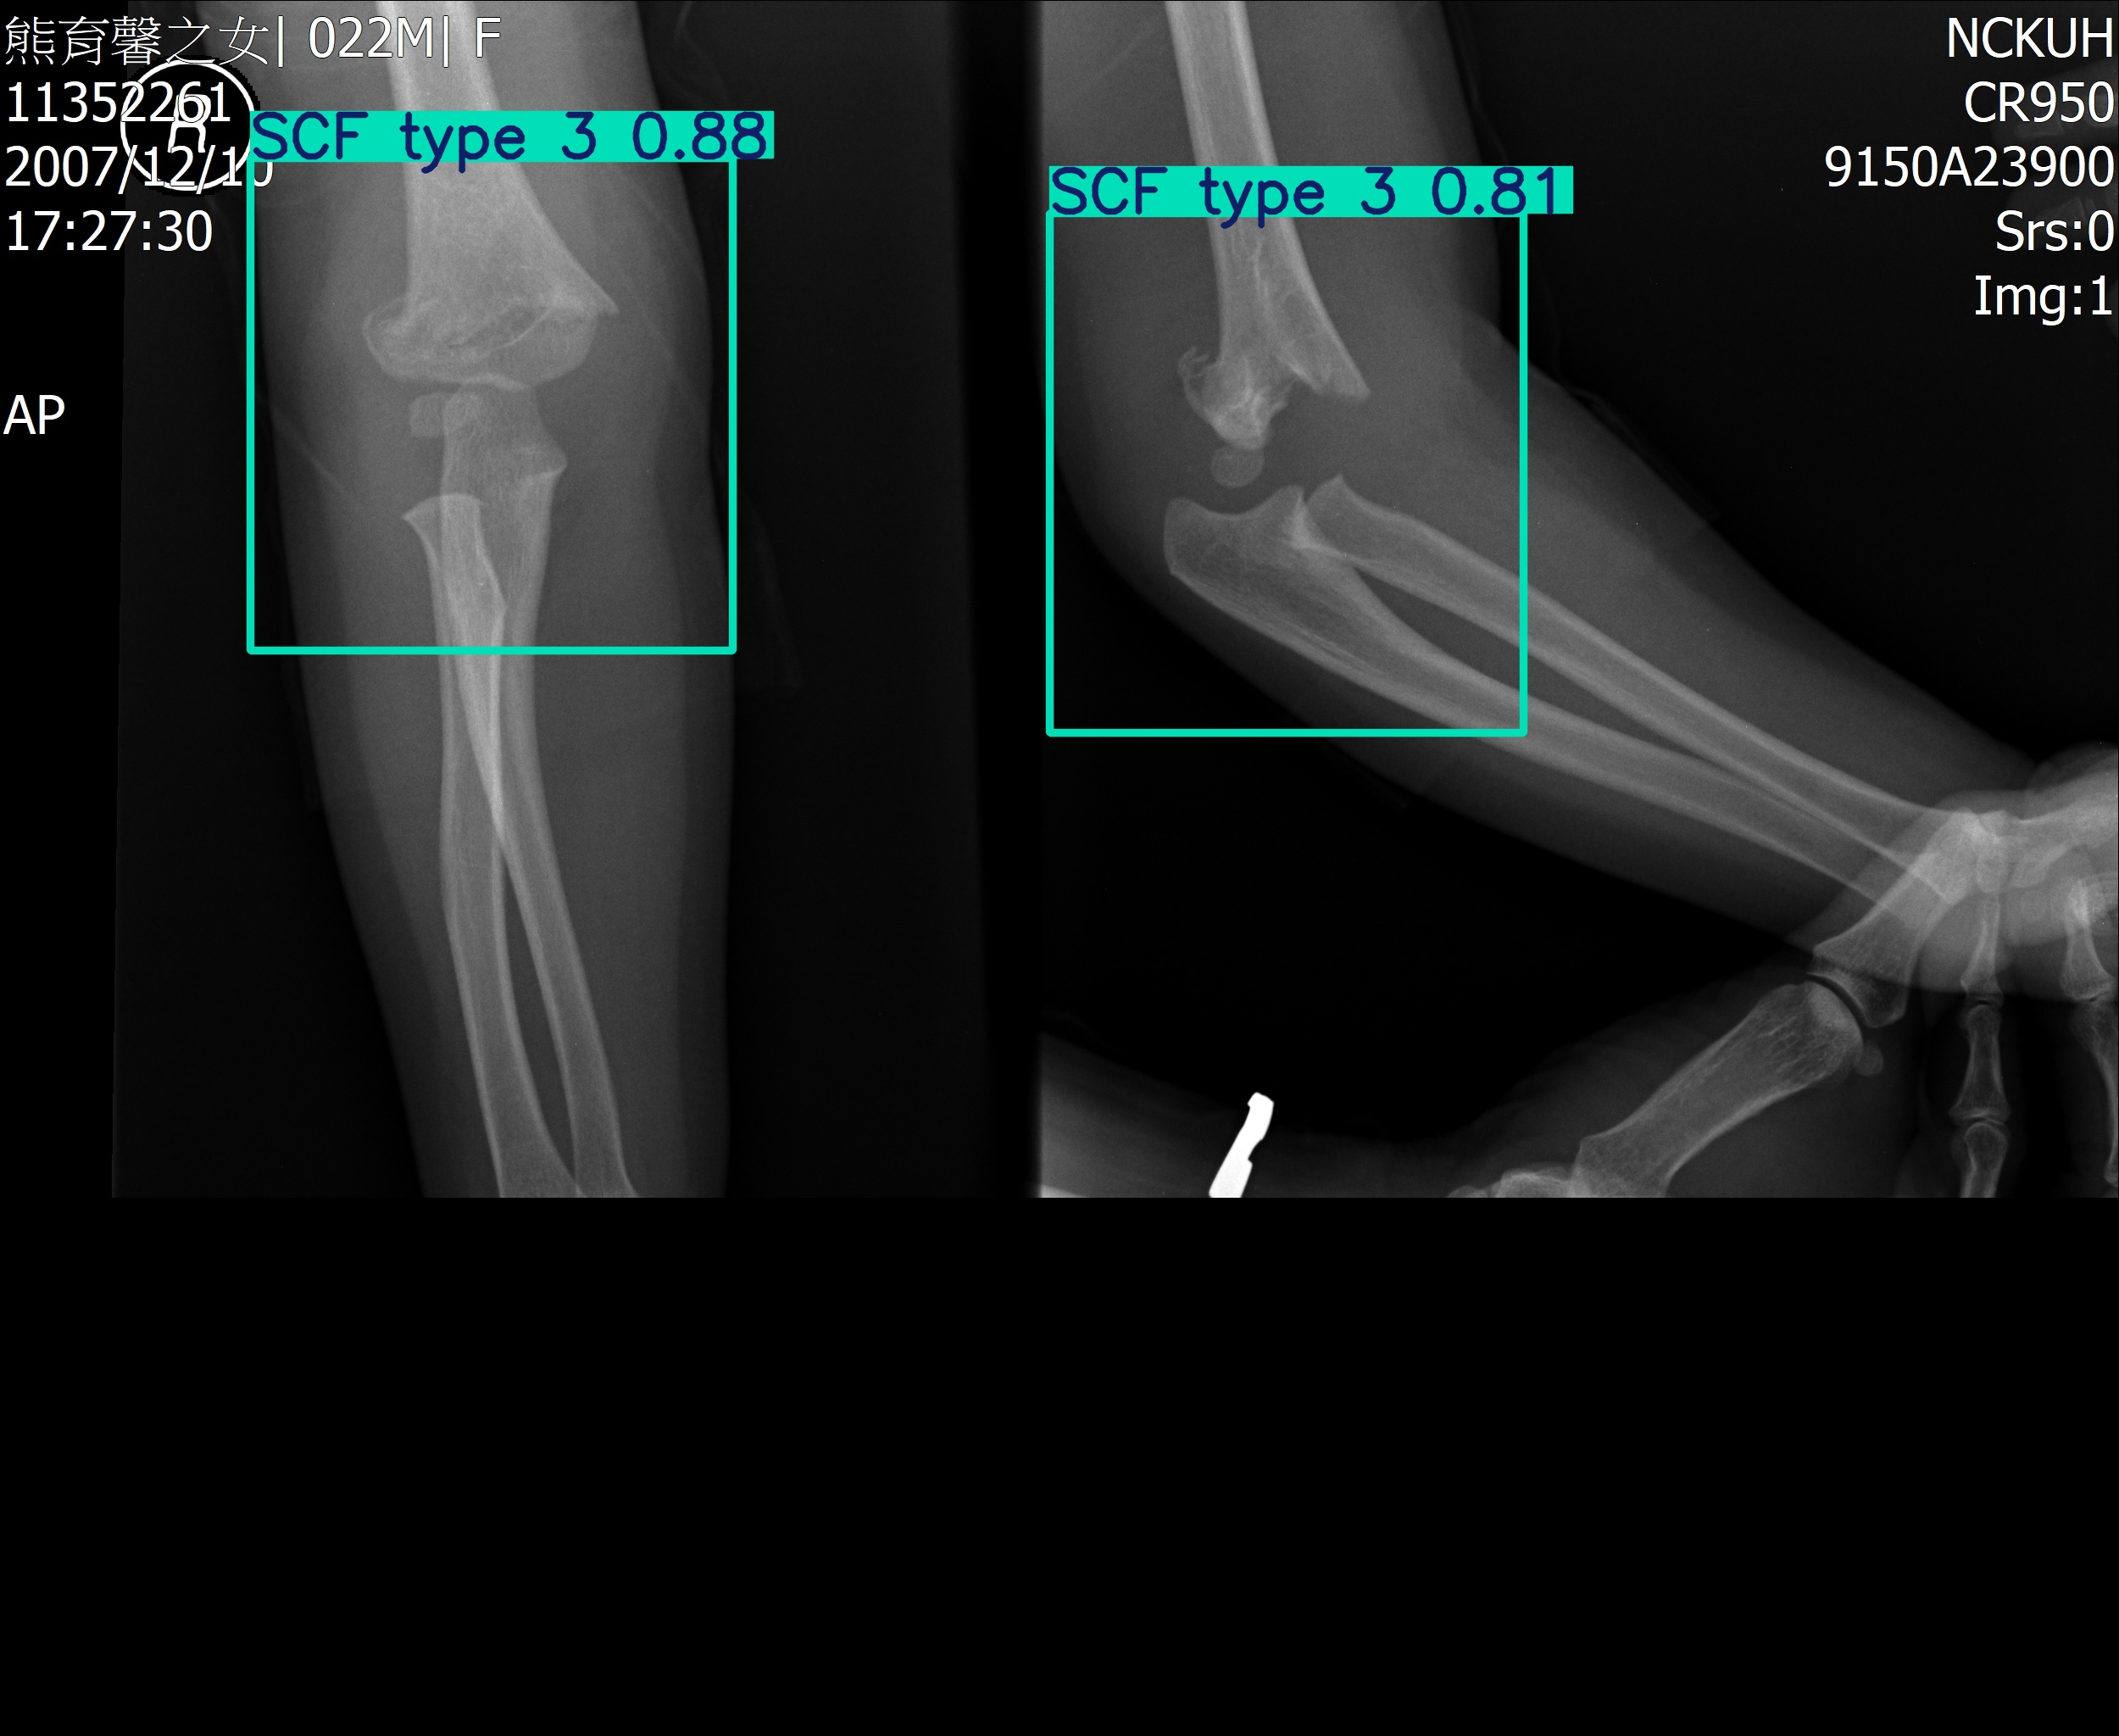 熊育馨之女| 022M| F
11352261
2007/12/10
17:27:30
R
AP
SCF type 3 0.88
SCF type 3 0.81
NCKUH
CR950
9150A23900
Srs:0
Img:1